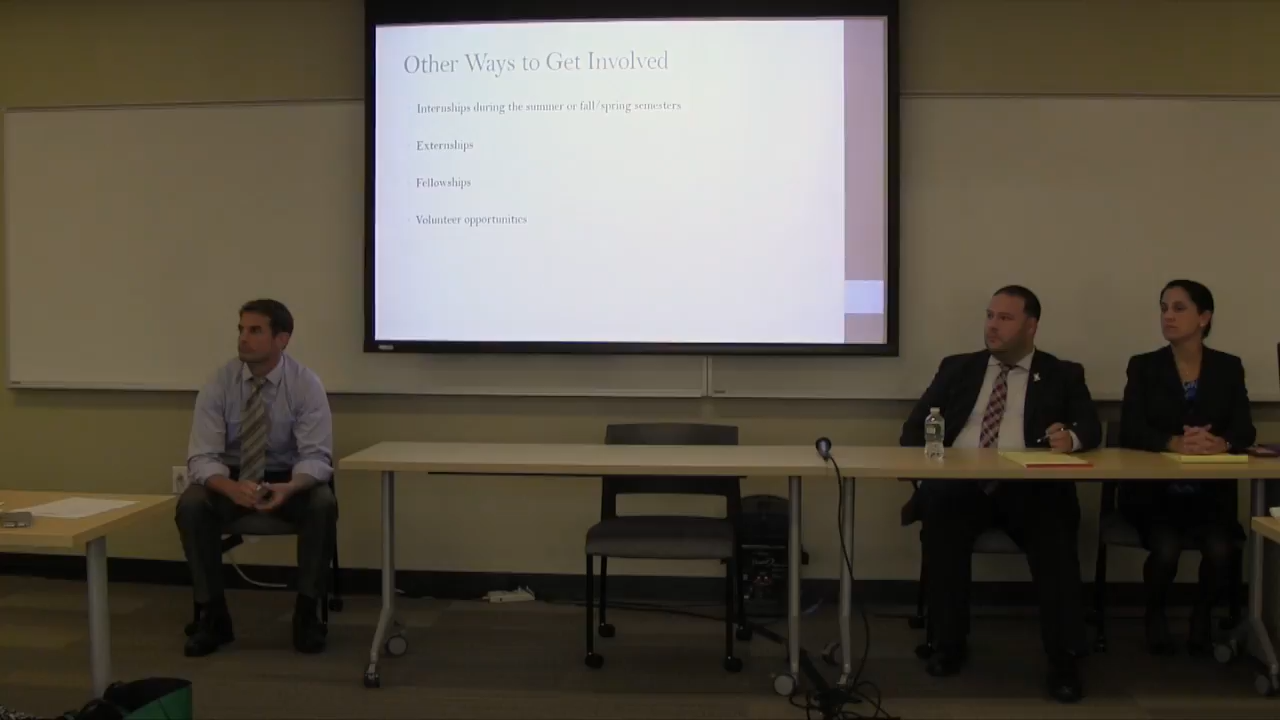 Other Ways to Get Involved
Internships during the summer or fall/spring semesters
Externships
Fellowships
Volunteer opportunities